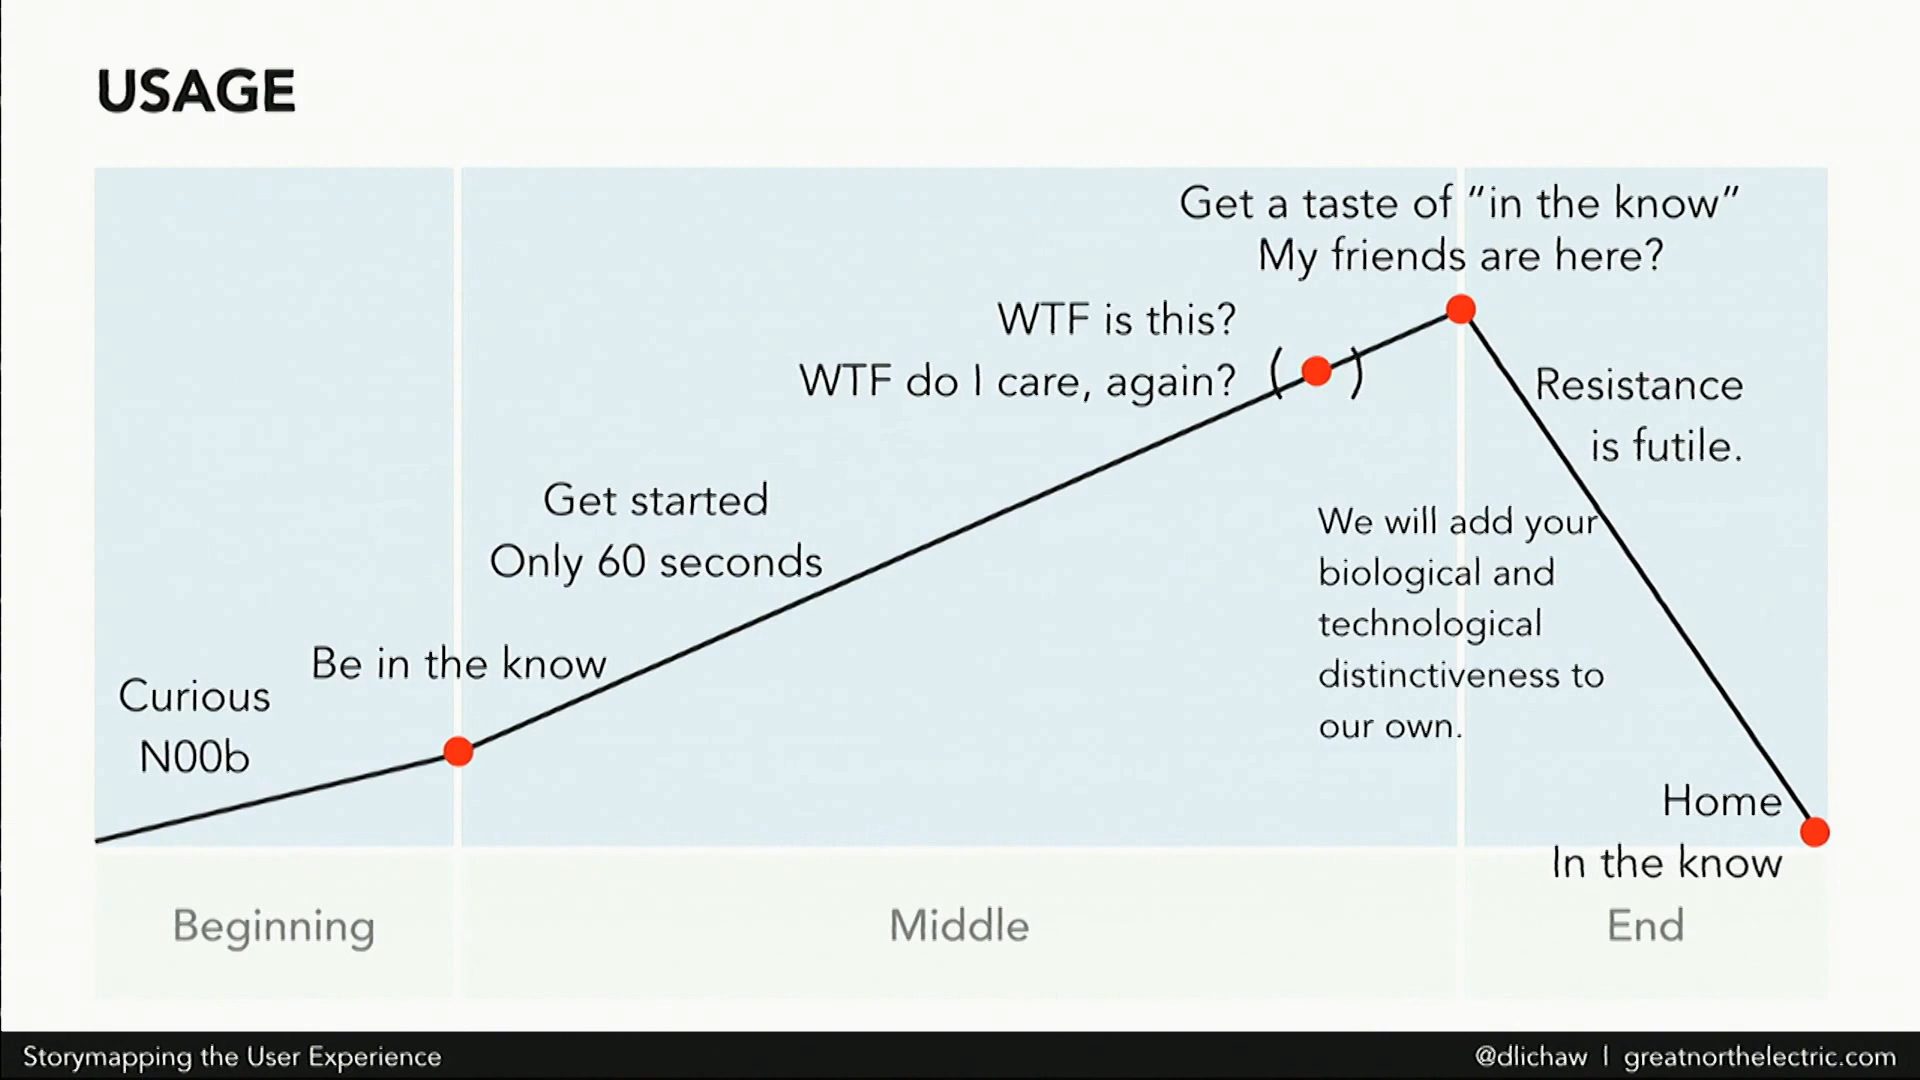 USAGE
Get a taste of “in the know”
My friends are here?
WTF is this?
WTF do I care, again? ( )
Resistance
is futile.
Get started
Only 60 seconds
We will add your
biological and
technological
distinctiveness to
our own.
Be in the know
Curious
N00b
Home
In the know
Beginning
Middle
End
Storymapping the User Experience
@dlichaw | greatnorthelectric.com